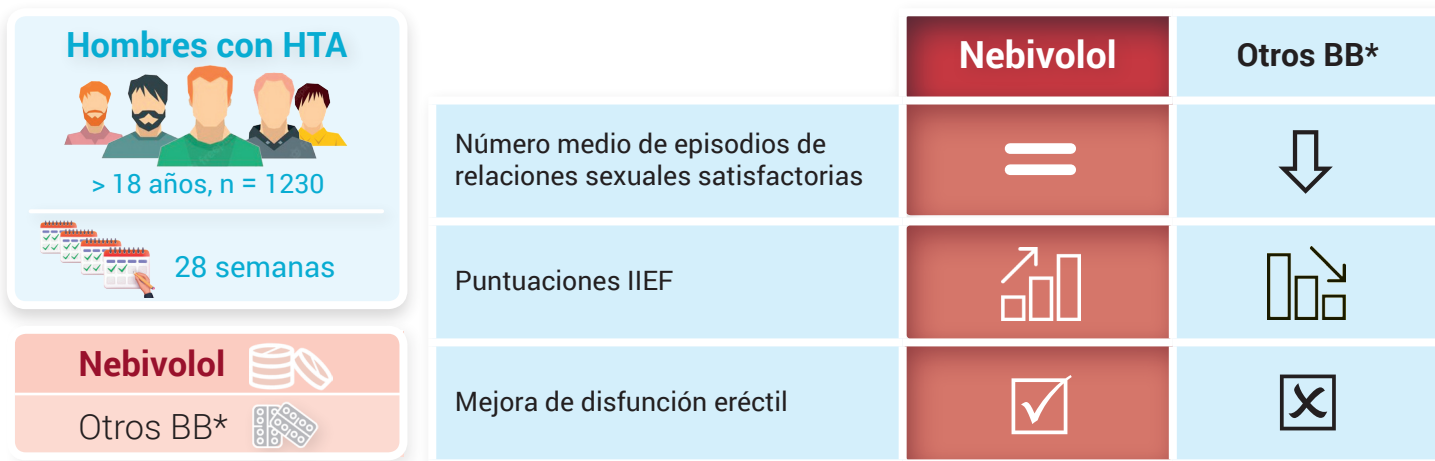 Hombres con HTA
> 18 años, n = 1230
28 semanas
Nebivolol
Otros BB*
Nebivolol
Otros BB*
Número medio de episodios de
relaciones sexuales satisfactorias
=
Puntuaciones IIEF
Mejora de disfunción eréctil